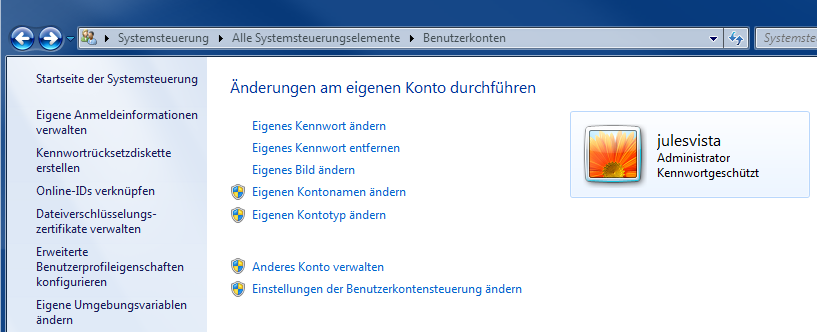 Systemsteuerung Alle Systemsteuerungselemente Benutzerkonten
Systemste
Startseite der Systemsteuerung
Eigene Anmeldeinformationen
verwalten
Kennwortrücksetzdiskette
erstellen
Online-IDs verknüpfen
Dateiverschlüsselungs-
zertifikate verwalten
Erweiterte
Benutzerprofileigenschaften
konfigurieren
Eigene Umgebungsvariablen
ändern
Änderungen am eigenen Konto durchführen
Eigenes Kennwort ändern
Eigenes Kennwort entfernen
Eigenes Bild ändern
Eigenen Kontonamen ändern
Eigenen Kontotyp ändern
Anderes Konto verwalten
Einstellungen der Benutzerkontensteuerung ändern
julesvista
Administrator
Kennwortgeschützt